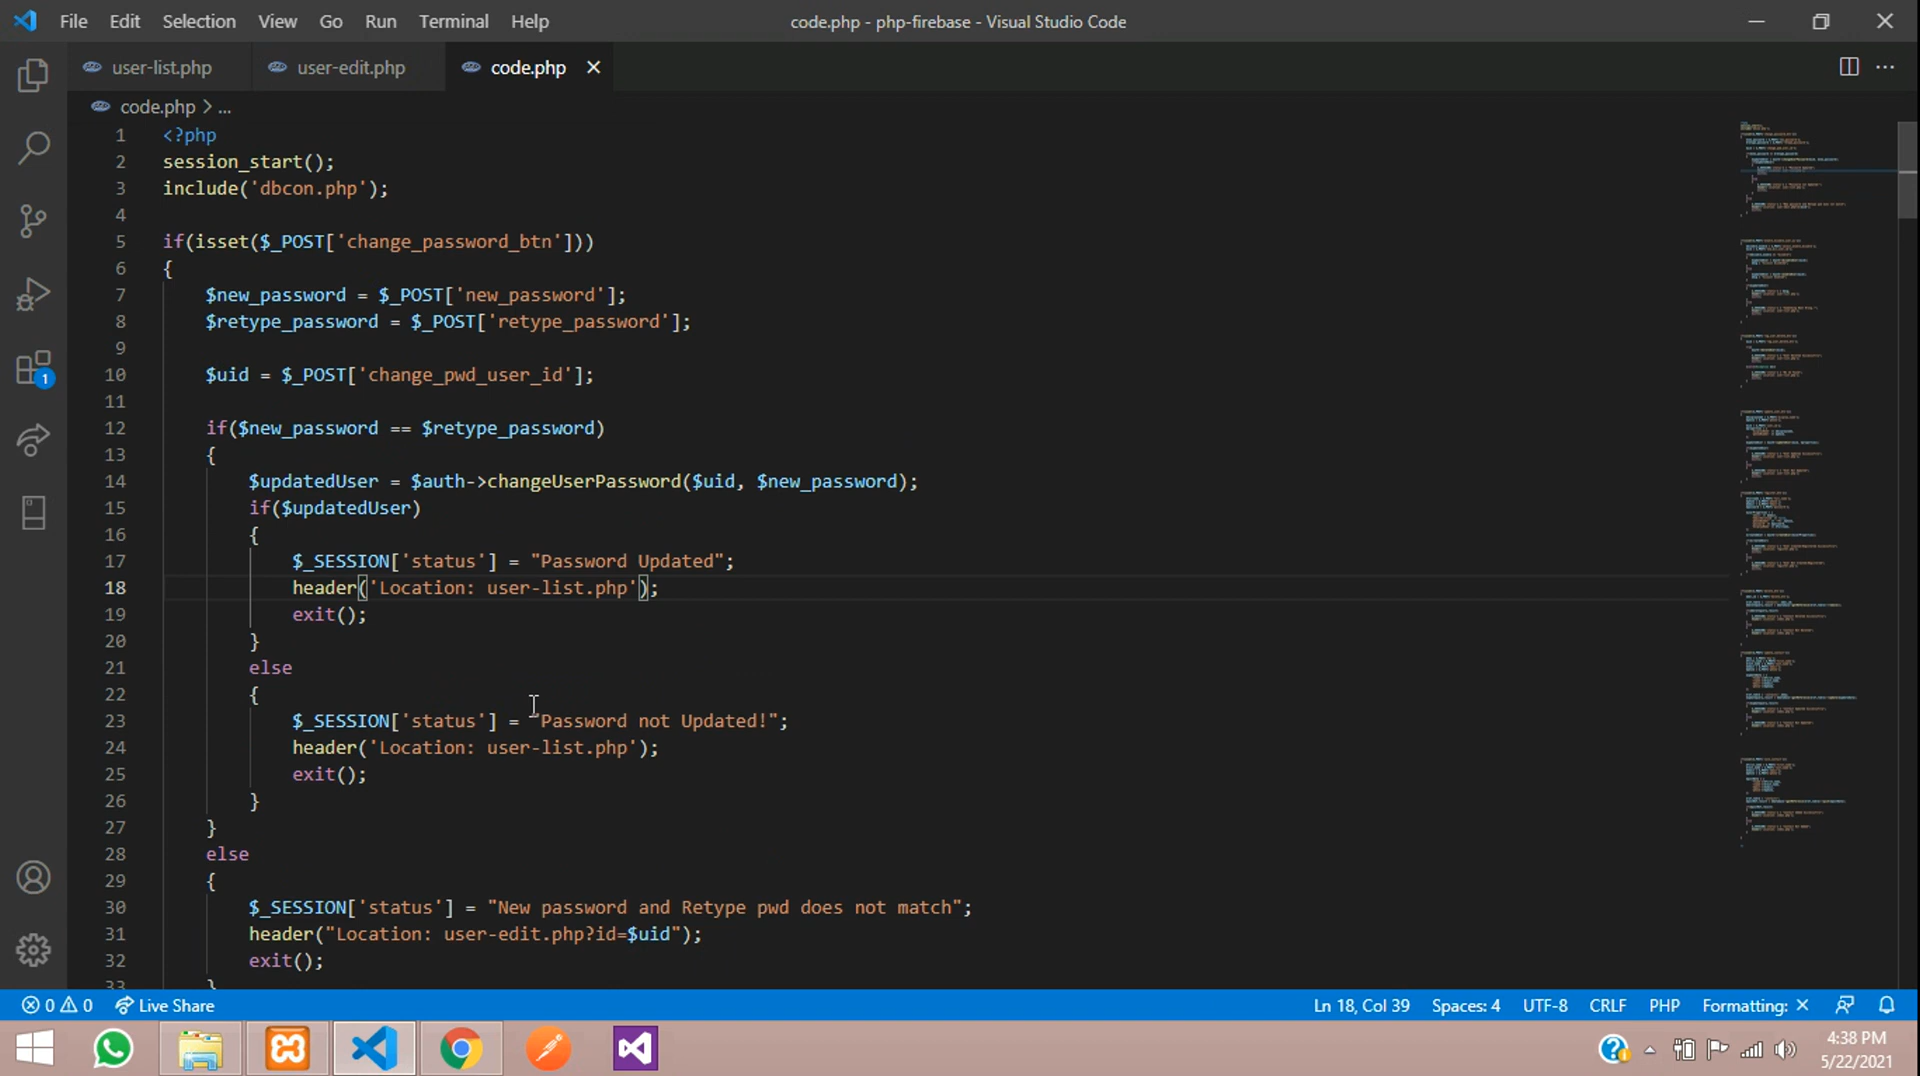 File Edit Selection View Go Run Terminal Help code.php - php-firebase - Visual Studio Code
user-list.php user-edit.php code.php
code.php > ...
1 <?php
2 session_start();
3 include('dbcon.php');
4
5 if(isset($_POST['change_password_btn']))
6 {
7 $new_password = $_POST['new_password'];
8 $retype_password = $_POST['retype_password'];
9
10 $uid = $_POST['change_pwd_user_id'];
11
12 if($new_password == $retype_password)
13 {
14 $updatedUser = $auth->changeUserPassword($uid, $new_password);
15 if($updatedUser)
16 {
17 $_SESSION['status'] = "Password Updated";
18 header('Location: user-list.php');
19 exit();
20 }
21 else
22 {
23 $_SESSION['status'] = "Password not Updated!";
24 header('Location: user-list.php');
25 exit();
26 }
27 }
28 else
29 {
30 $_SESSION['status'] = "New password and Retype pwd does not match";
31 header("Location: user-edit.php?id=$uid");
32 exit();
33 }
1
0 0 Live Share Ln 18, Col 39 Spaces: 4 UTF-8 CRLF PHP Formatting: ×
4:38 PM
5/22/2021